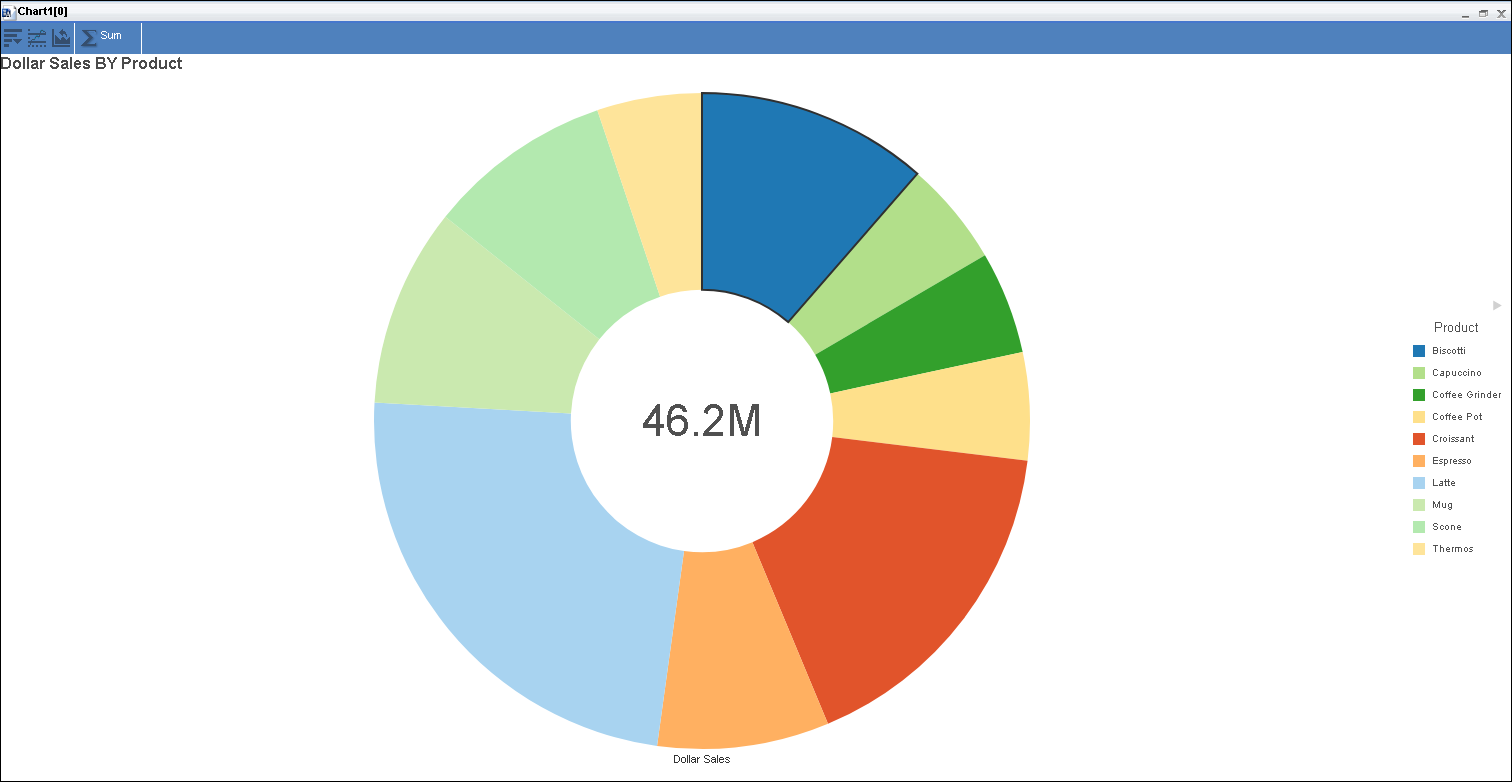 Chart1[0]
Sum
Dollar Sales BY Product
46.2M
Product
Biscotti
Capuccino
Coffee Grinder
Coffee Pot
Croissant
Espresso
Latte
Mug
Scone
Thermos
Dollar Sales